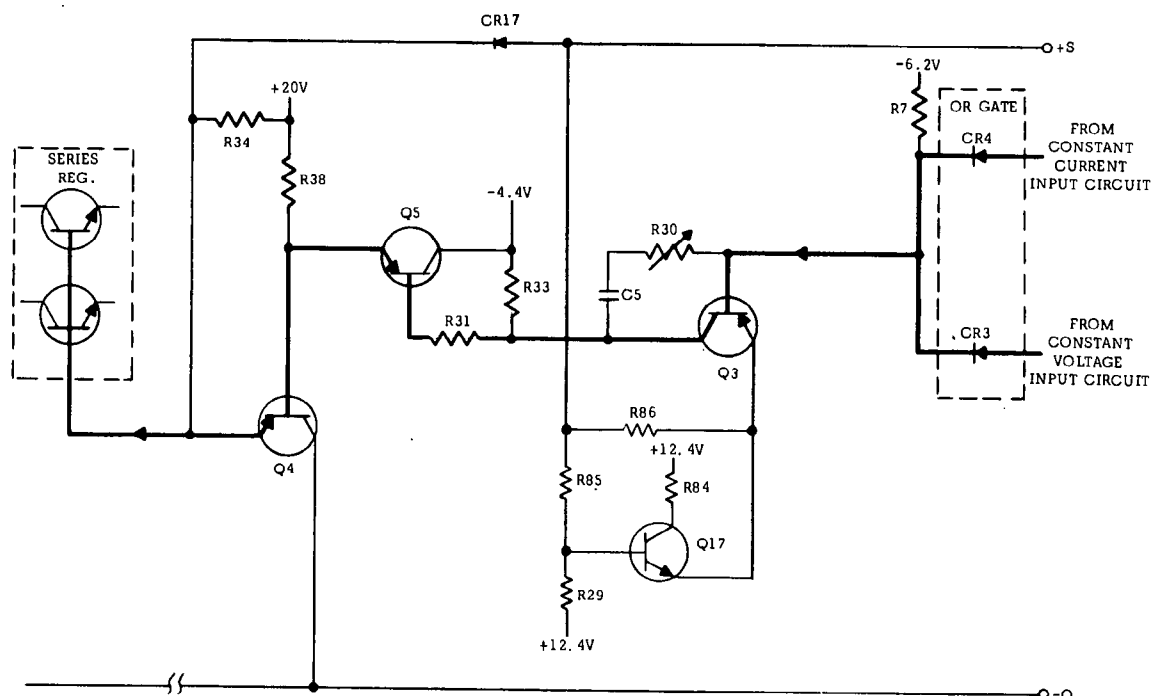 CR17
+S
+20V
-6.2V
R7
OR GATE
R34
CR4
FROM
CONSTANT
CURRENT
INPUT CIRCUIT
SERIES
REG.
R38
-4.4V
Q5
R30
R33
C5
R31
FROM
CONSTANT
VOLTAGE
INPUT CIRCUIT
CR3
Q3
R86
+12.4V
Q4
R85
R84
Q17
R29
+12.4V
-O